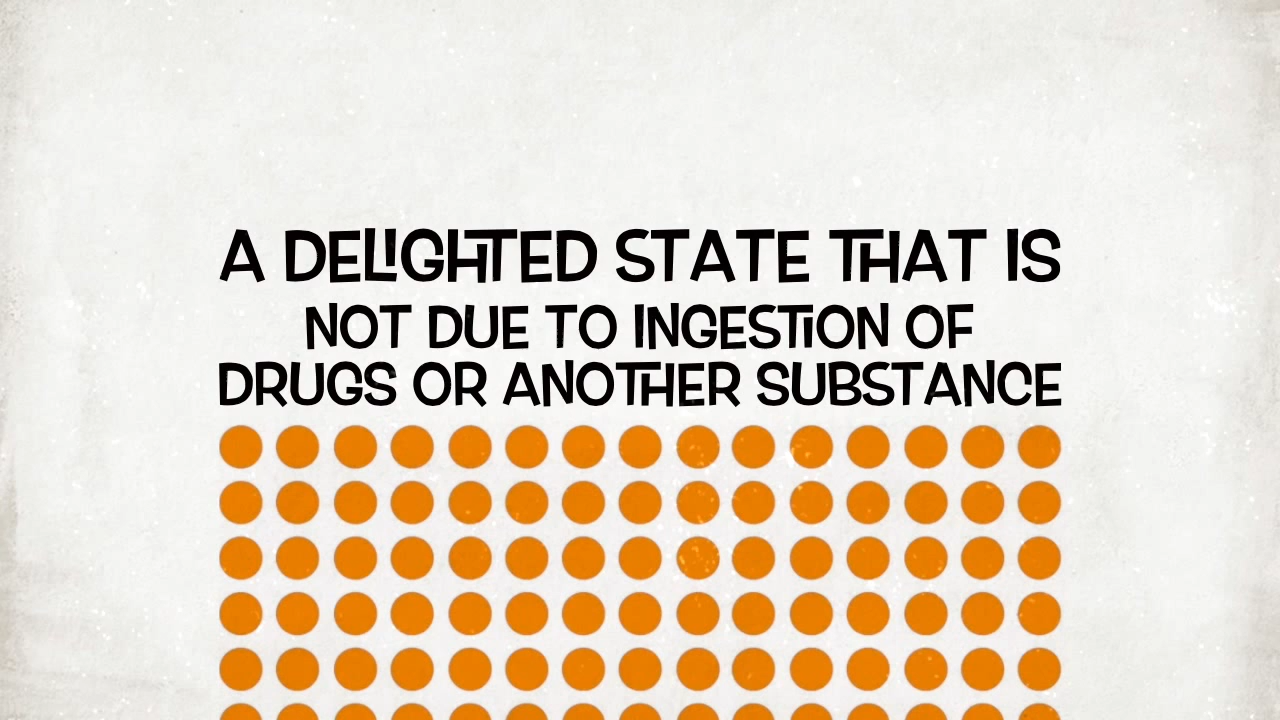 A DELIGHTED STATE THAT IS
NOT DUE TO INGESTION OF
DRUGS OR ANOTHER SUBSTANCE